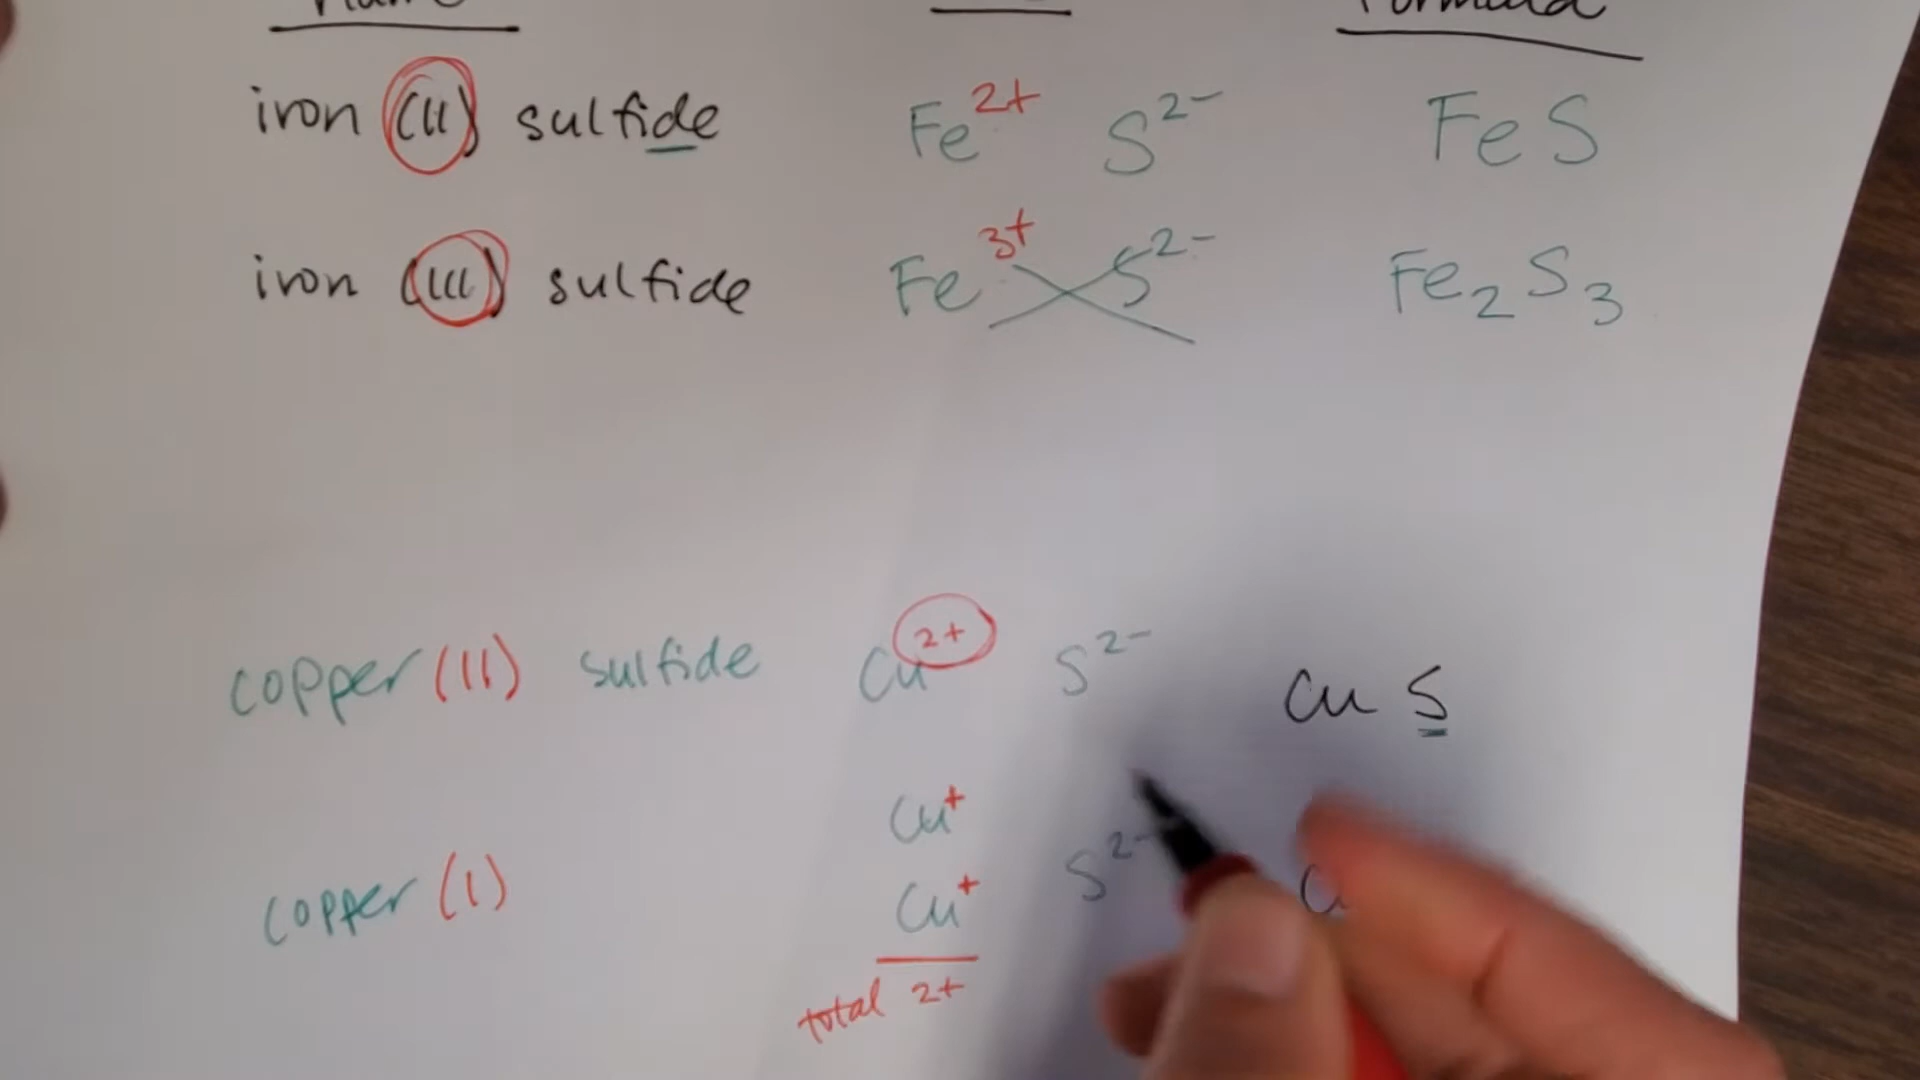 iron (II) sulfide Fe2+ S2- FeS
iron (III) sulfide Fe3+ S2- Fe2S3
copper (II) sulfide Cu2+ S2- CuS
Cu+
copper (I) Cu+ S2-
total 2+